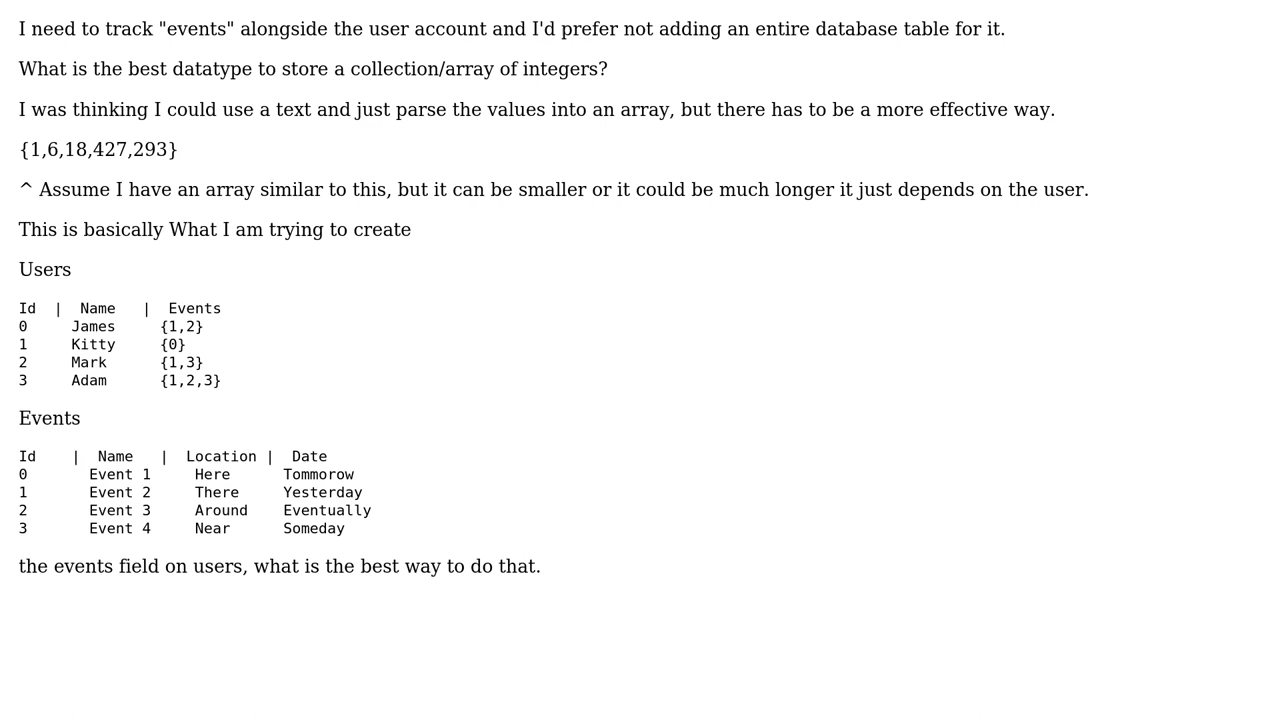 I need to track "events" alongside the user account and I'd prefer not adding an entire database table for it.
What is the best datatype to store a collection/array of integers?
I was thinking I could use a text and just parse the values into an array, but there has to be a more effective way.
{1,6,18,427,293}
^ Assume I have an array similar to this, but it can be smaller or it could be much longer it just depends on the user.
This is basically What I am trying to create
Users
Id  |  Name   |  Events
0     James     {1,2}
1     Kitty     {0}
2     Mark      {1,3}
3     Adam      {1,2,3}
Events
Id    |  Name   |  Location |  Date
0       Event 1     Here      Tommorow
1       Event 2     There     Yesterday
2       Event 3     Around    Eventually
3       Event 4     Near      Someday
the events field on users, what is the best way to do that.